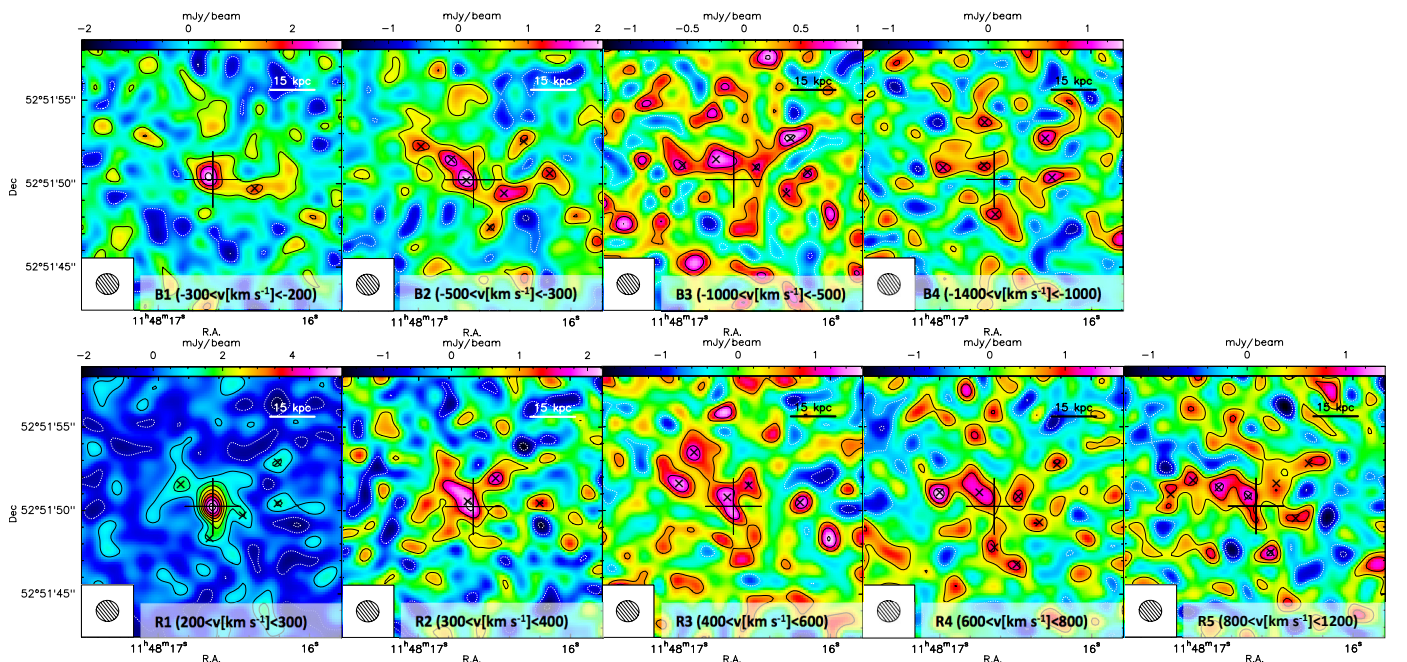 mJy/beam mJy/beam mJy/beam mJy/beam
−2 0 2 −1 0 1 2 −1 −0.5 0 0.5 1 −1 0 1
15 kpc 15 kpc 15 kpc 15 kpc
52°51'55"
52°51'50"
52°51'45"
Dec
B1 (-300<v[km s⁻¹]<-200) B2 (-500<v[km s⁻¹]<-300) B3 (-1000<v[km s⁻¹]<-500) B4 (-1400<v[km s⁻¹]<-1000)
11ʰ48ᵐ17ˢ 16ˢ 11ʰ48ᵐ17ˢ 16ˢ 11ʰ48ᵐ17ˢ 16ˢ 11ʰ48ᵐ17ˢ 16ˢ
R.A. R.A. R.A. R.A.
mJy/beam mJy/beam mJy/beam mJy/beam mJy/beam
−2 0 2 4 −1 0 1 2 −1 0 1 −1 0 1 −1 0 1
15 kpc 15 kpc 15 kpc 15 kpc 15 kpc
52°51'55"
52°51'50"
52°51'45"
Dec
R1 (200<v[km s⁻¹]<300) R2 (300<v[km s⁻¹]<400) R3 (400<v[km s⁻¹]<600) R4 (600<v[km s⁻¹]<800) R5 (800<v[km s⁻¹]<1200)
11ʰ48ᵐ17ˢ 16ˢ 11ʰ48ᵐ17ˢ 16ˢ 11ʰ48ᵐ17ˢ 16ˢ 11ʰ48ᵐ17ˢ 16ˢ 11ʰ48ᵐ17ˢ 16ˢ
R.A. R.A. R.A. R.A. R.A.